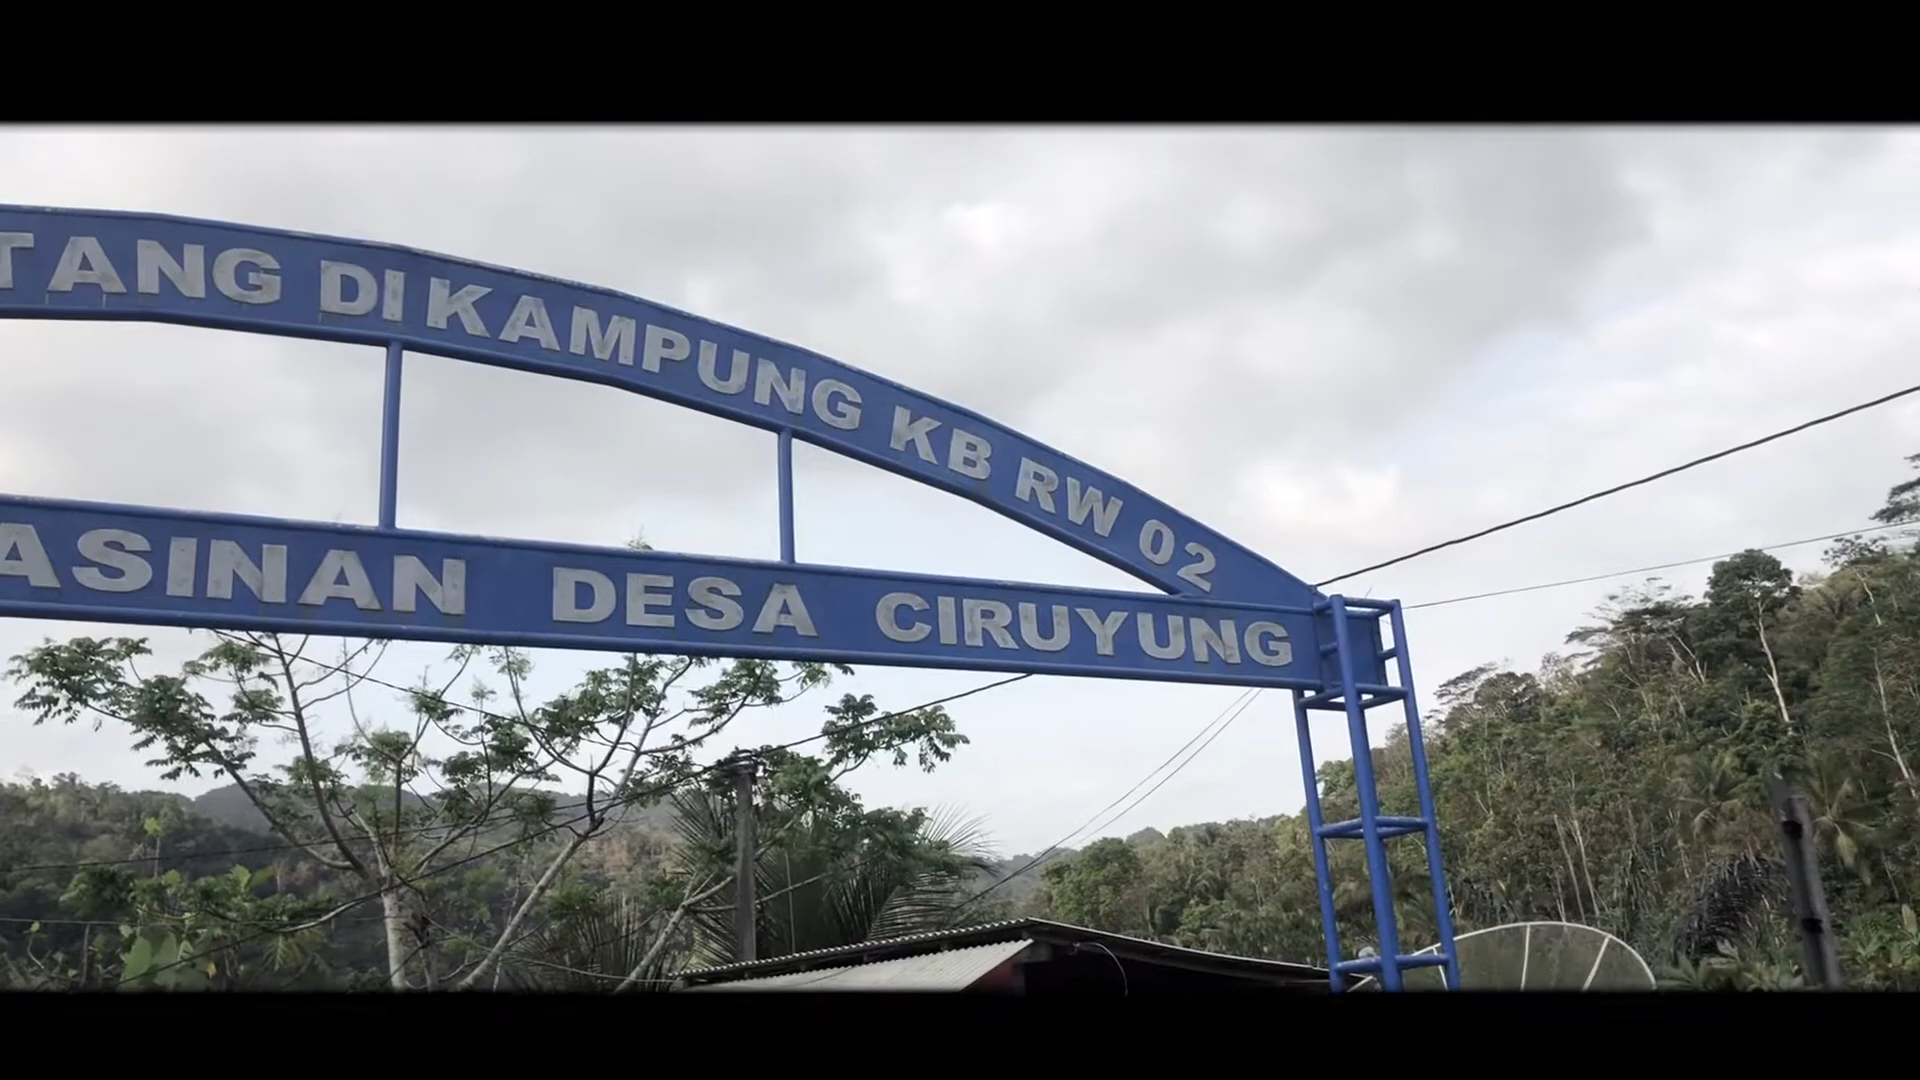 TANG DI KAMPUNG KB RW 02
ASINAN DESA CIRUYUNG